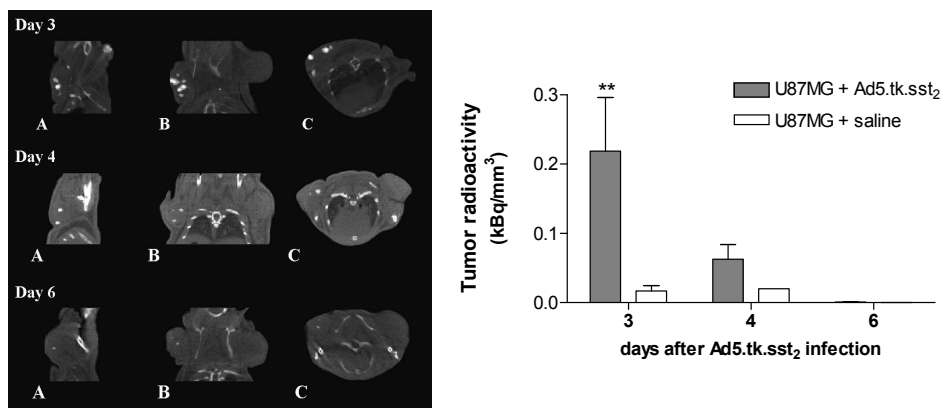 Day 3
A B C
Day 4
A B C
Day 6
A B C
U87MG + Ad5.tk.sst₂
U87MG + saline
**
Tumor radioactivity
(kBq/mm³)
0.3
0.2
0.1
0.0
3 4 6
days after Ad5.tk.sst₂ infection